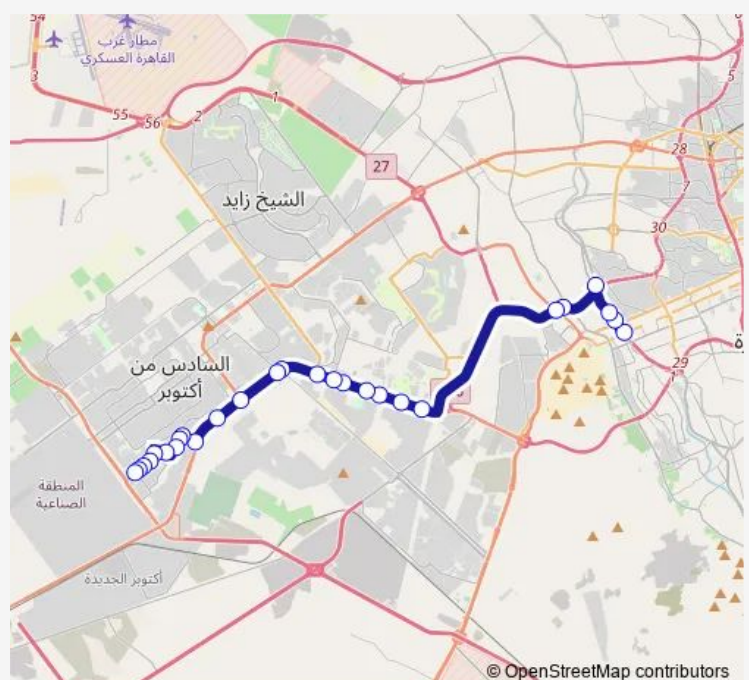 54
مطار غرب
القاهرة العسكري
3
55
56
2
1
5
27
28
7
الشيخ زايد
30
السادس من
أكتوبر
29
المنطقة
الصناعية
أكتوبر الجديدة
© OpenStreetMap contributors